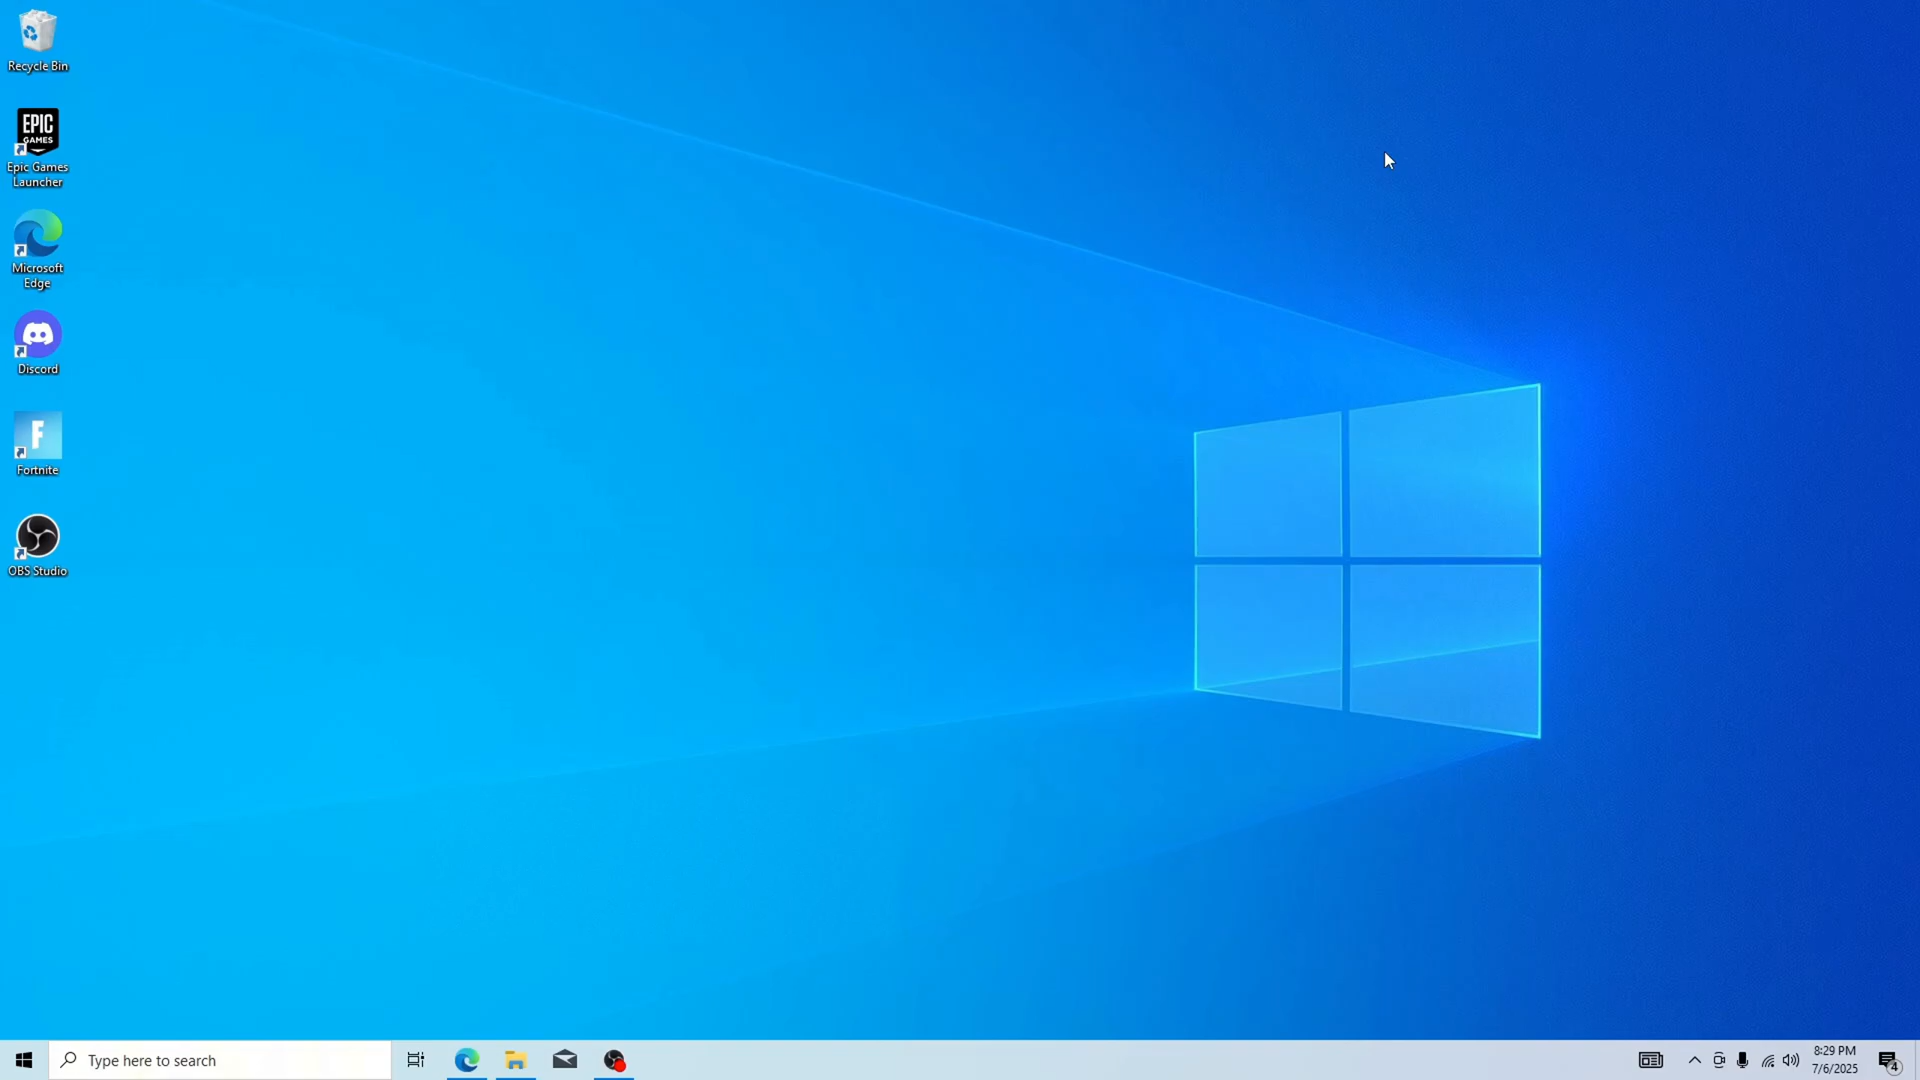 Recycle Bin
EPIC
GAMES
Epic Games
Launcher
Microsoft
Edge
Discord
F
Fortnite
OBS Studio
Type here to search
8:29 PM
7/6/2025
4